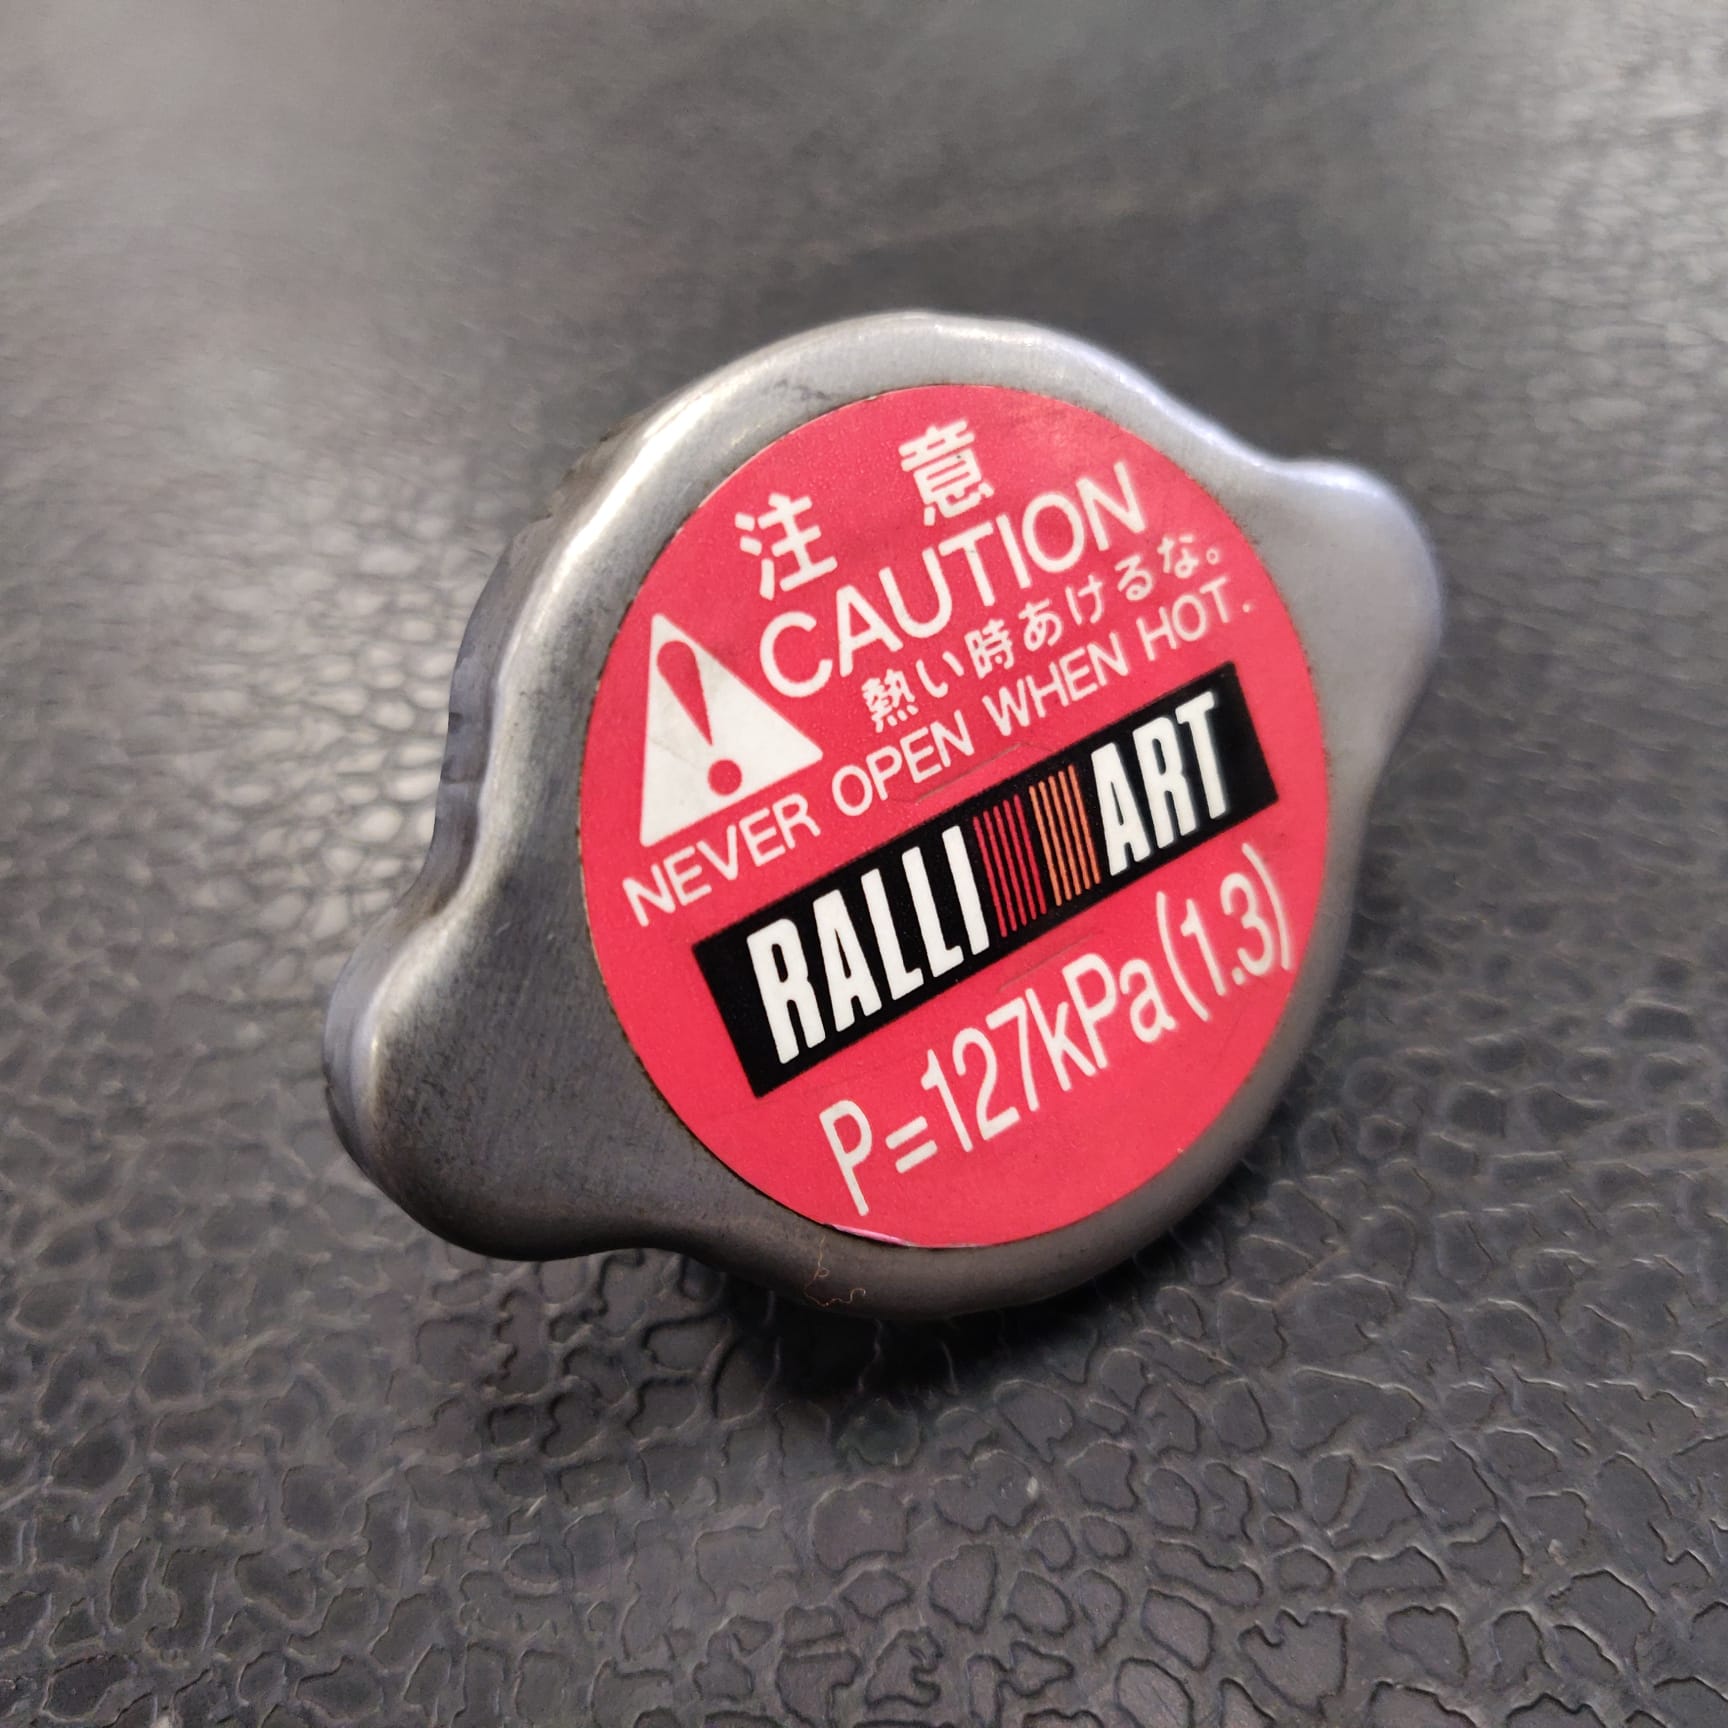 注意
CAUTION
熱い時あけるな。
NEVER OPEN WHEN HOT.
RALLI ART
P=127kPa(1.3)